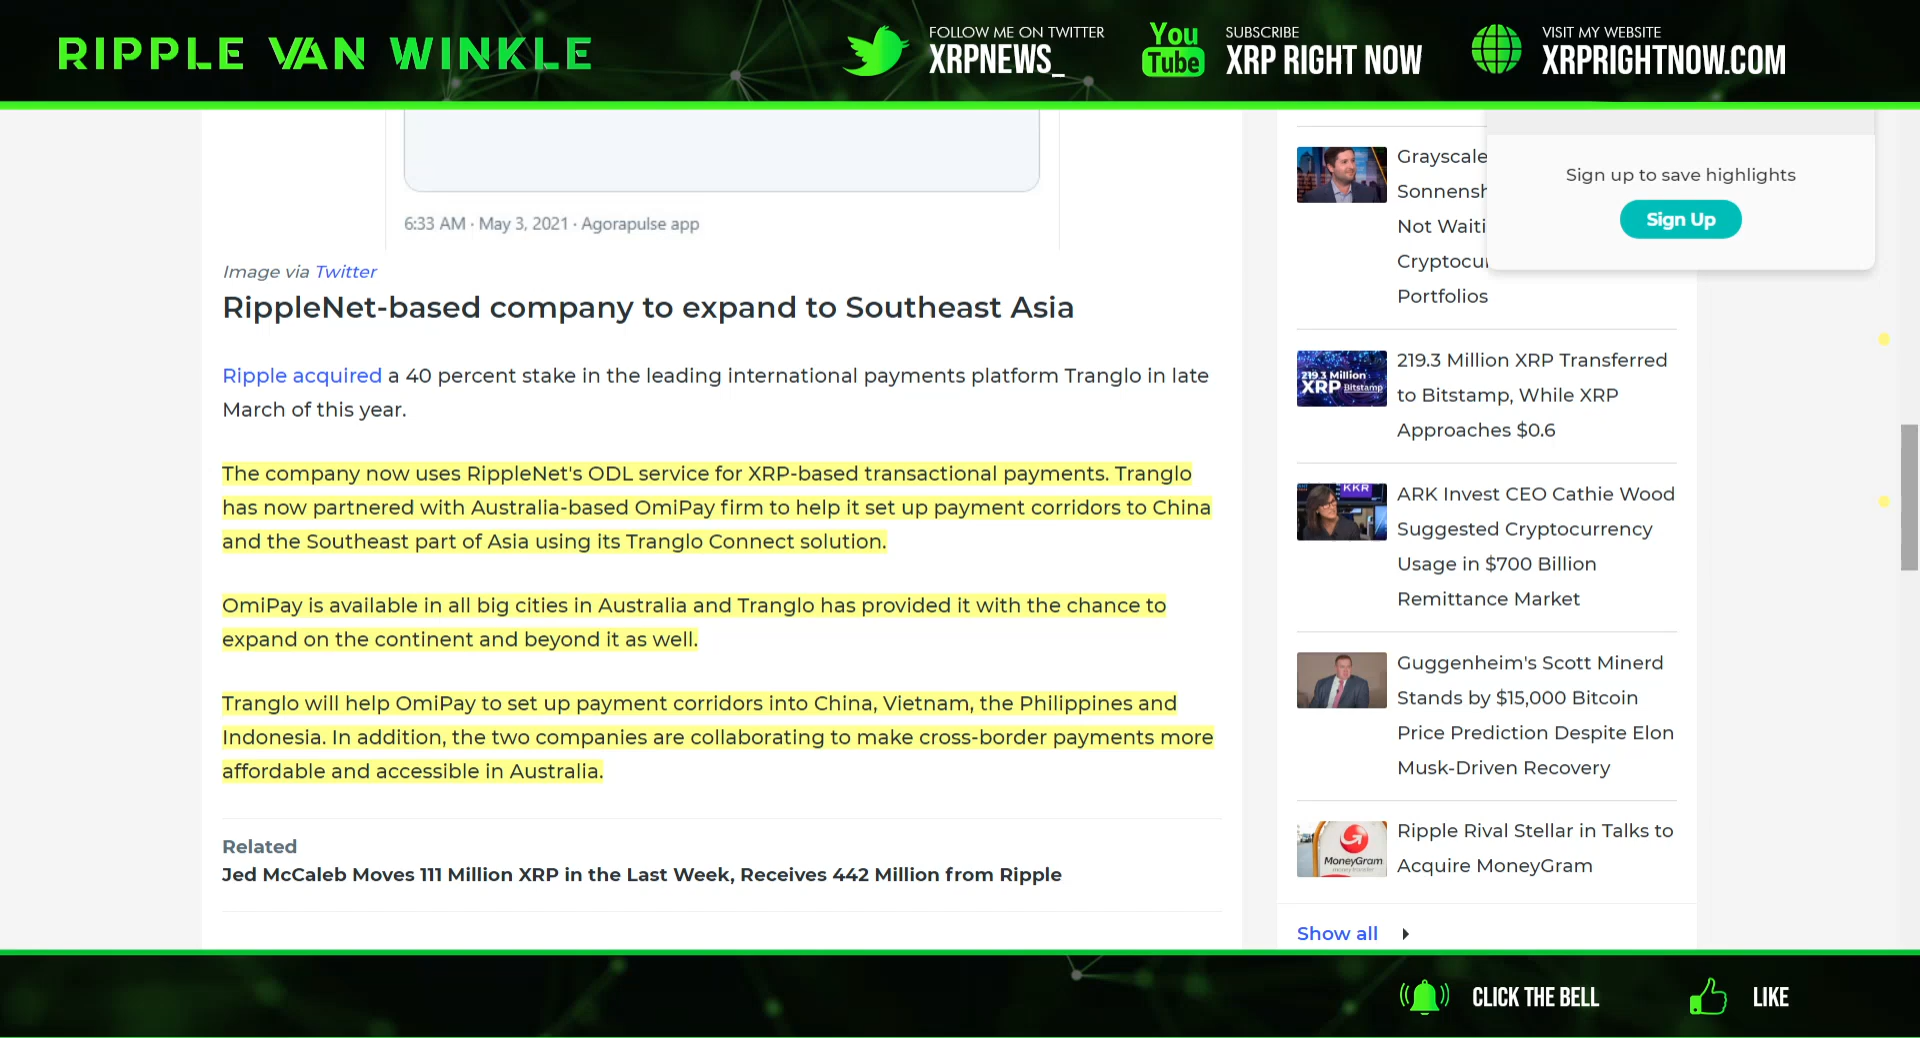 RIPPLE VAN WINKLE
FOLLOW ME ON TWITTER
XRPNEWS_
You
Tube
SUBSCRIBE
XRP RIGHT NOW
VISIT MY WEBSITE
XRPRIGHTNOW.COM
6:33 AM · May 3, 2021 · Agorapulse app
Image via Twitter
RippleNet-based company to expand to Southeast Asia
Ripple acquired a 40 percent stake in the leading international payments platform Tranglo in late
March of this year.
The company now uses RippleNet's ODL service for XRP-based transactional payments. Tranglo
has now partnered with Australia-based OmiPay firm to help it set up payment corridors to China
and the Southeast part of Asia using its Tranglo Connect solution.
OmiPay is available in all big cities in Australia and Tranglo has provided it with the chance to
expand on the continent and beyond it as well.
Tranglo will help OmiPay to set up payment corridors into China, Vietnam, the Philippines and
Indonesia. In addition, the two companies are collaborating to make cross-border payments more
affordable and accessible in Australia.
Related
Jed McCaleb Moves 111 Million XRP in the Last Week, Receives 442 Million from Ripple
Grayscale
Sonnensh
Not Waiti
Cryptocur
Portfolios
Sign up to save highlights
Sign Up
219.3 Million
XRP Bitstamp
219.3 Million XRP Transferred
to Bitstamp, While XRP
Approaches $0.6
KKR
ARK Invest CEO Cathie Wood
Suggested Cryptocurrency
Usage in $700 Billion
Remittance Market
Guggenheim's Scott Minerd
Stands by $15,000 Bitcoin
Price Prediction Despite Elon
Musk-Driven Recovery
MoneyGram
money transfer
Ripple Rival Stellar in Talks to
Acquire MoneyGram
Show all
CLICK THE BELL
LIKE